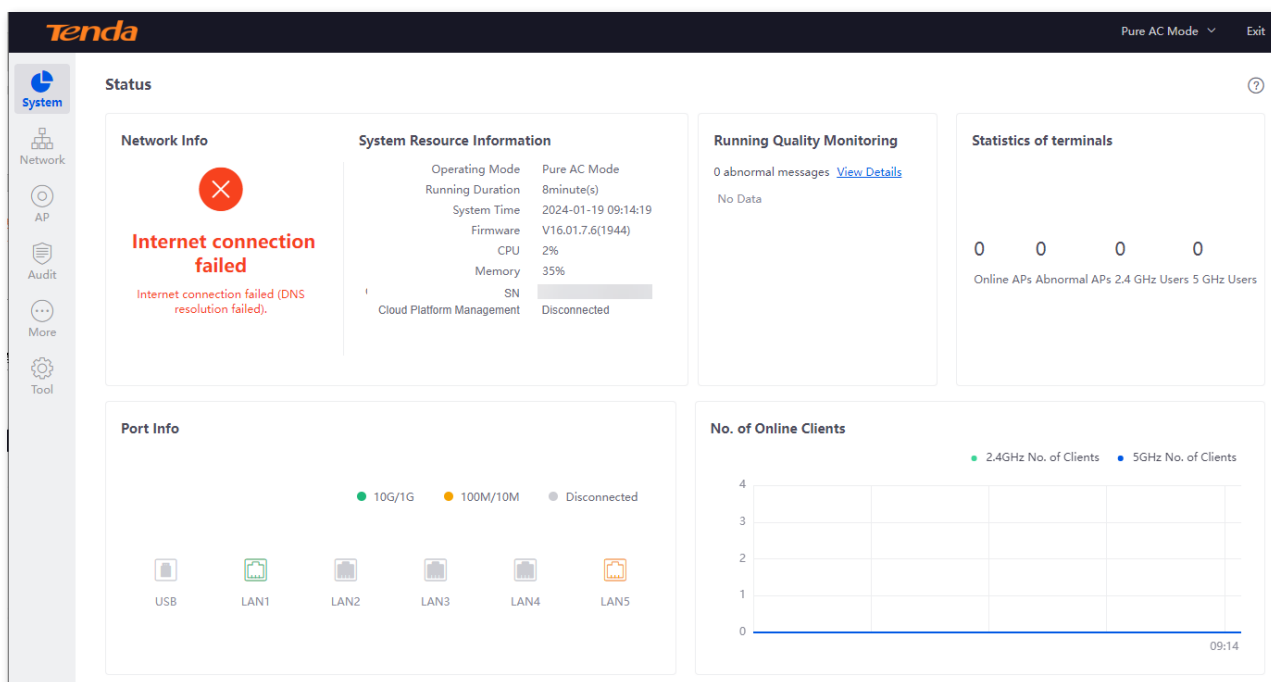 Tenda
Pure AC Mode
Exit
System
Network
AP
Audit
More
Tool
Status
Network Info
Internet connection
failed
Internet connection failed (DNS
resolution failed).
System Resource Information
Operating Mode Pure AC Mode
Running Duration 8minute(s)
System Time 2024-01-19 09:14:19
Firmware V16.01.7.6(1944)
CPU 2%
Memory 35%
SN
Cloud Platform Management Disconnected
Running Quality Monitoring
0 abnormal messages View Details
No Data
Statistics of terminals
0 0 0 0
Online APs Abnormal APs 2.4 GHz Users 5 GHz Users
Port Info
10G/1G 100M/10M Disconnected
USB LAN1 LAN2 LAN3 LAN4 LAN5
No. of Online Clients
2.4GHz No. of Clients 5GHz No. of Clients
4
3
2
1
0
09:14